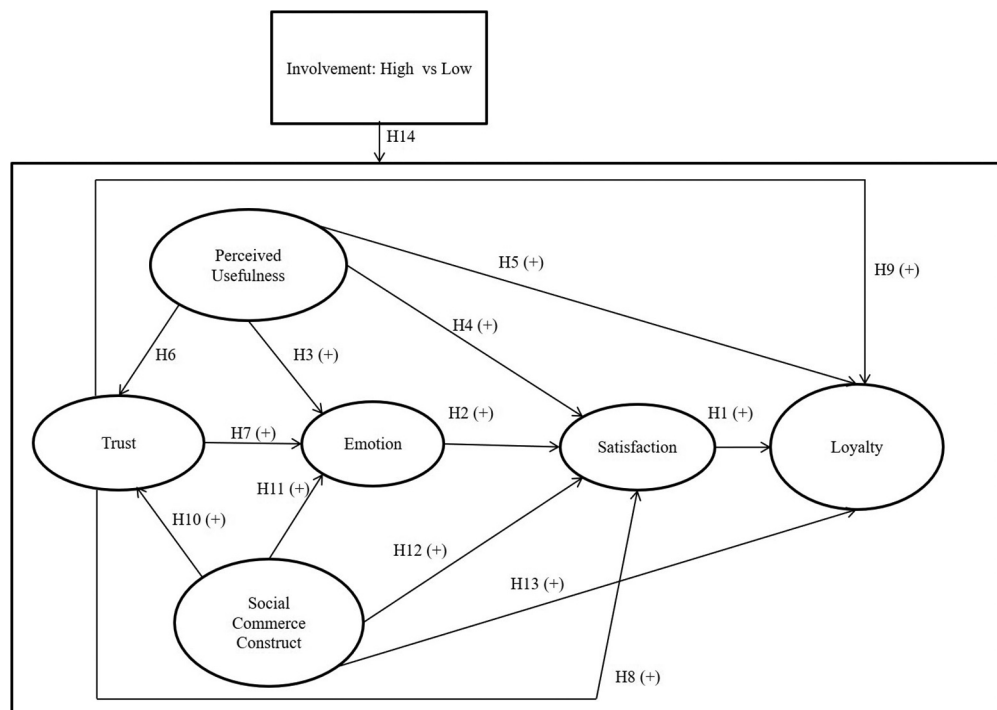 Involvement: High vs Low
H14
Perceived
Usefulness
H5 (+)
H9 (+)
H4 (+)
H6
H3 (+)
Trust
H7 (+)
Emotion
H2 (+)
Satisfaction
H1 (+)
Loyalty
H11 (+)
H10 (+)
H12 (+)
H13 (+)
Social
Commerce
Construct
H8 (+)